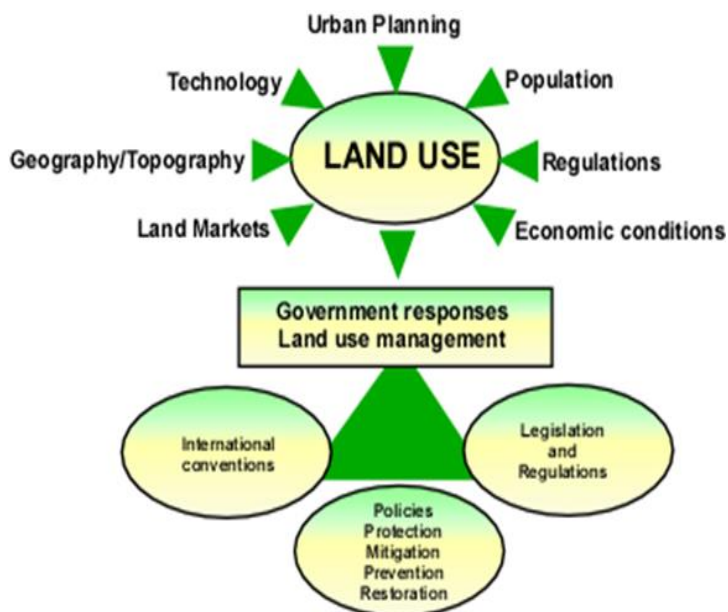 Urban Planning
Technology
Population
Geography/Topography
LAND USE
Regulations
Land Markets
Economic conditions
Government responses
Land use management
International
conventions
Legislation
and
Regulations
Policies
Protection
Mitigation
Prevention
Restoration